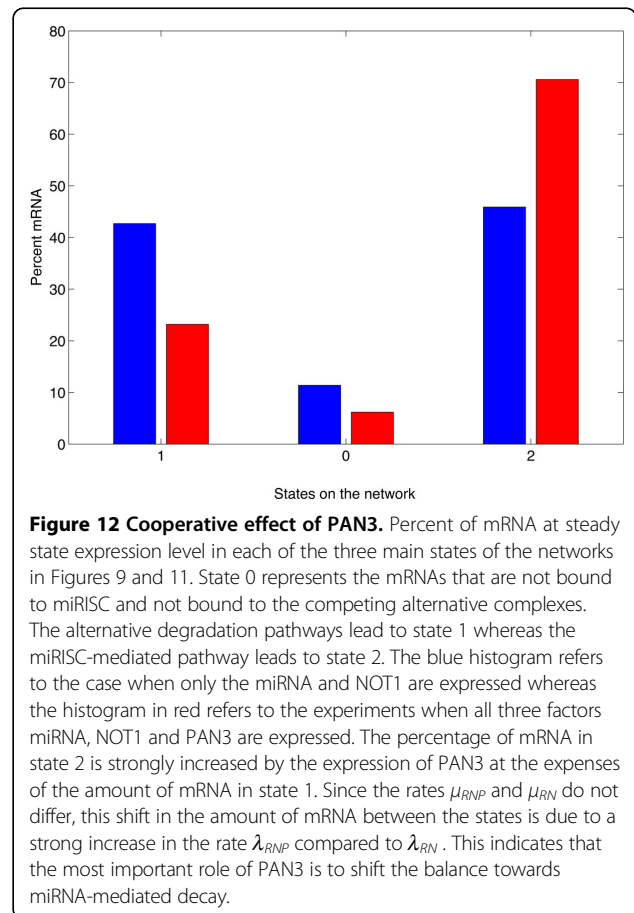 80
70
60
50
40
30
20
10
0
Percent mRNA
1
0
2
States on the network
Figure 12 Cooperative effect of PAN3. Percent of mRNA at steady
state expression level in each of the three main states of the networks
in Figures 9 and 11. State 0 represents the mRNAs that are not bound
to miRISC and not bound to the competing alternative complexes.
The alternative degradation pathways lead to state 1 whereas the
miRISC-mediated pathway leads to state 2. The blue histogram refers
to the case when only the miRNA and NOT1 are expressed whereas
the histogram in red refers to the experiments when all three factors
miRNA, NOT1 and PAN3 are expressed. The percentage of mRNA in
state 2 is strongly increased by the expression of PAN3 at the expenses
of the amount of mRNA in state 1. Since the rates μRNP and μRN do not
differ, this shift in the amount of mRNA between the states is due to a
strong increase in the rate λRNP compared to λRN . This indicates that
the most important role of PAN3 is to shift the balance towards
miRNA-mediated decay.